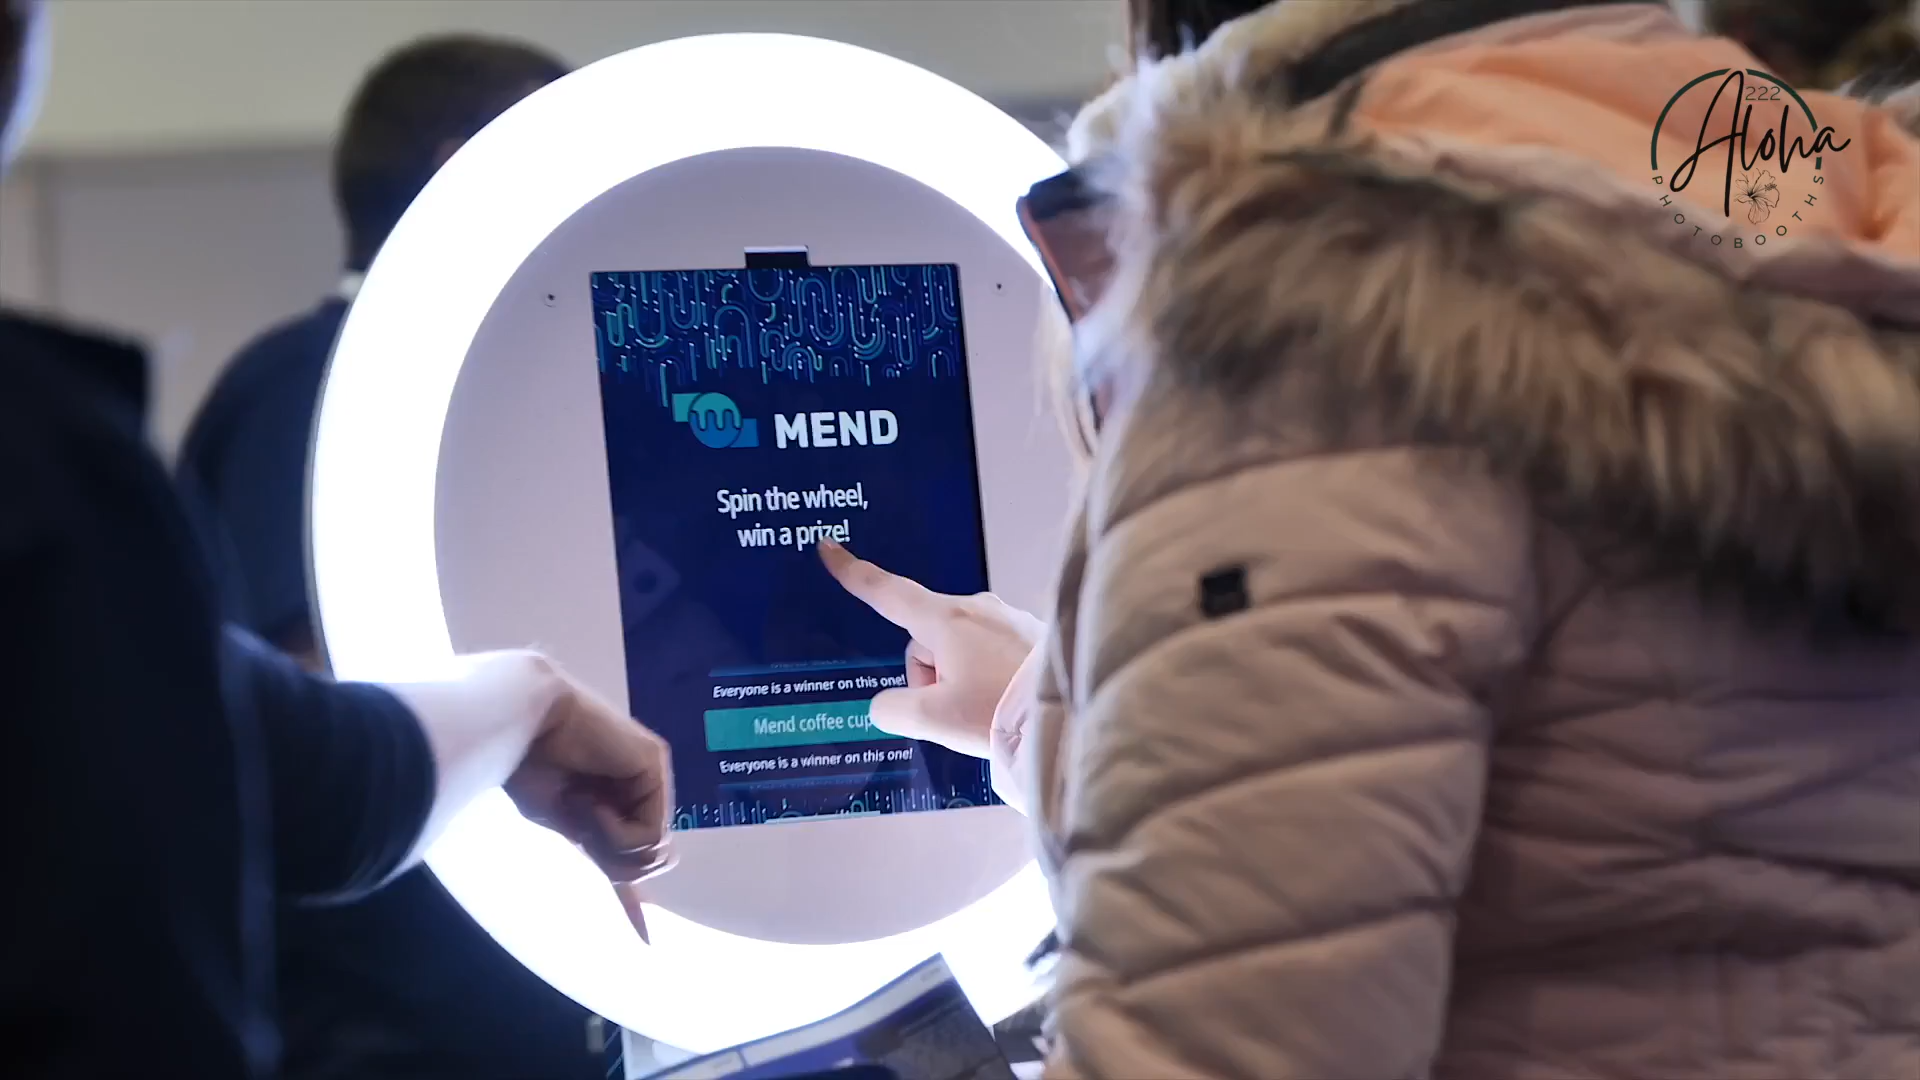 MEND
Spin the wheel,
win a prize!
Everyone is a winner on this one!
Mend coffee cup
Everyone is a winner on this one!
222
Aloha
PHOTOBOOTHS